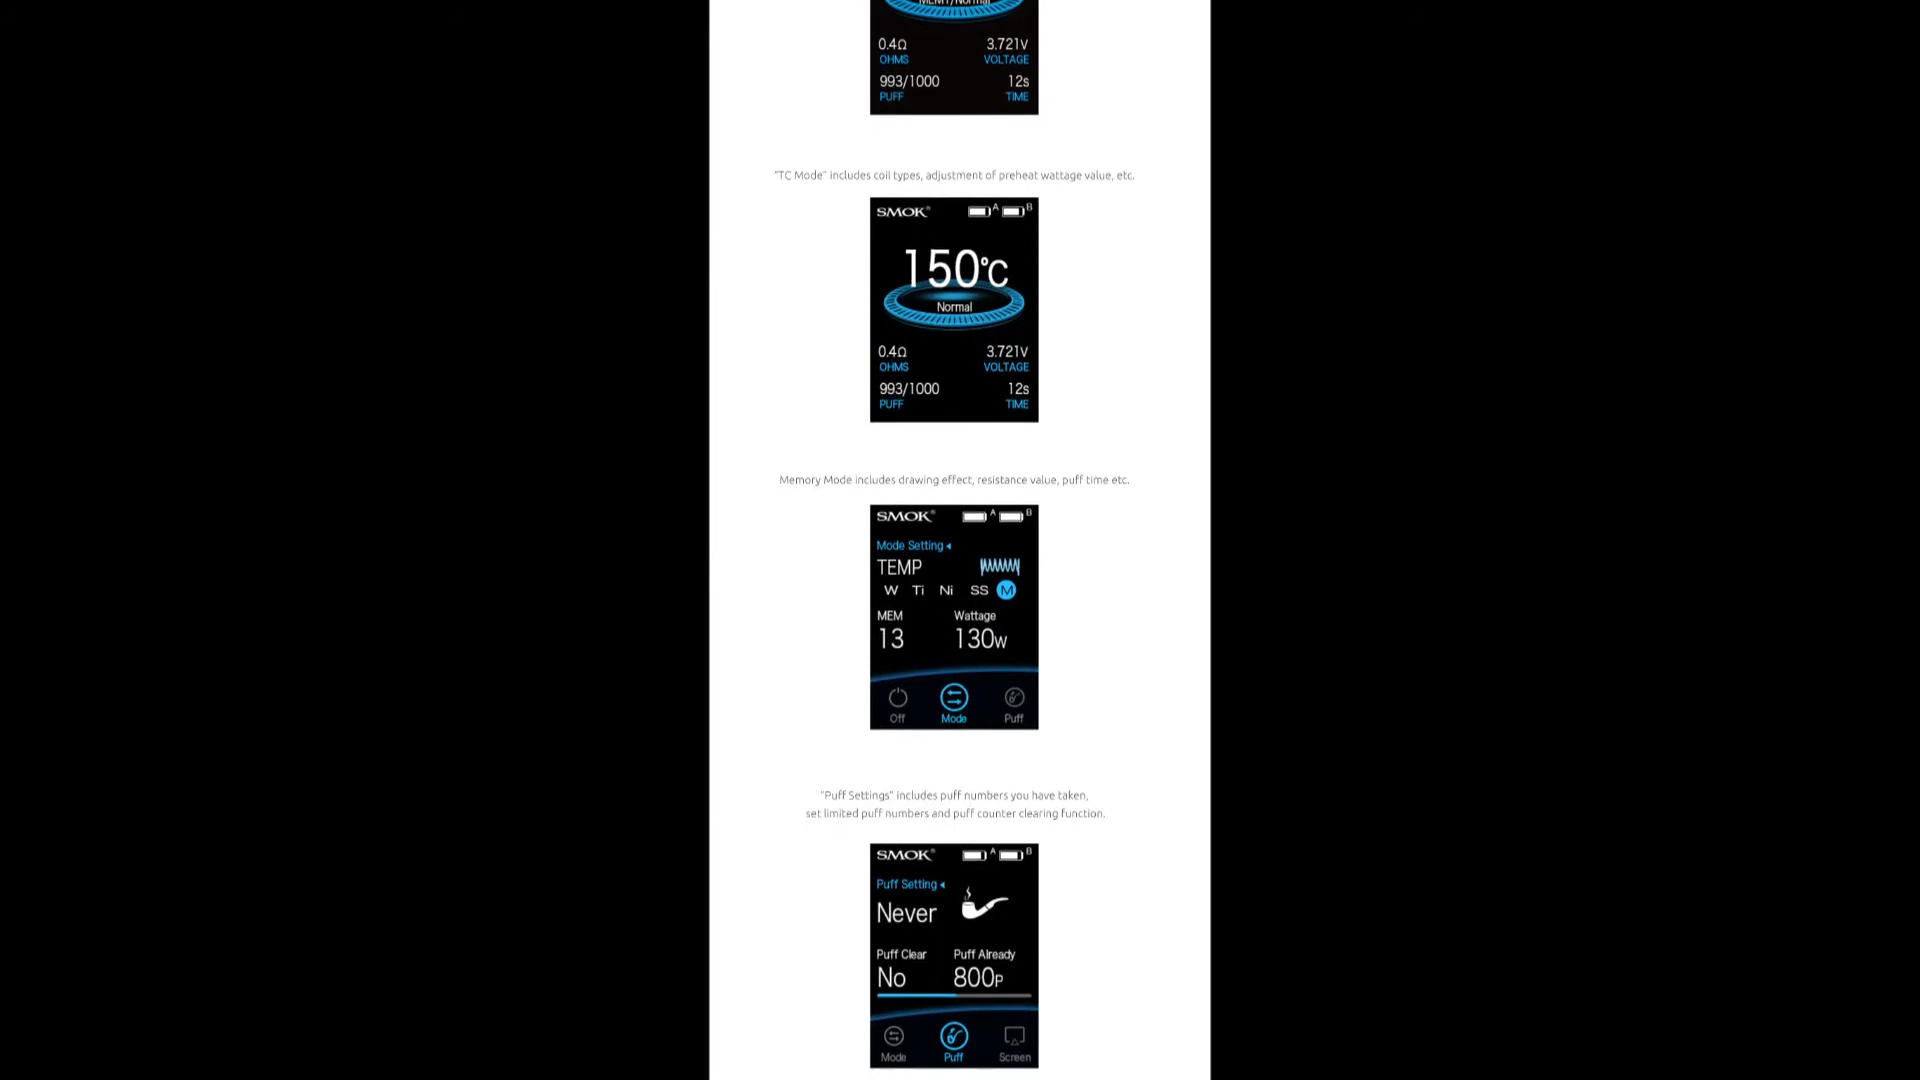 MEM1/Normal
0.4Ω 3.721V
OHMS VOLTAGE
993/1000 12s
PUFF TIME
"TC Mode" includes coil types, adjustment of preheat wattage value, etc.
SMOK® A B
150°C
Normal
0.4Ω 3.721V
OHMS VOLTAGE
993/1000 12s
PUFF TIME
Memory Mode includes drawing effect, resistance value, puff time etc.
SMOK® A B
Mode Setting
TEMP
W Ti Ni SS M
MEM Wattage
13 130W
Off Mode Puff
"Puff Settings" includes puff numbers you have taken,
set limited puff numbers and puff counter clearing function.
SMOK® A B
Puff Setting
Never
Puff Clear Puff Already
No 800P
Mode Puff Screen